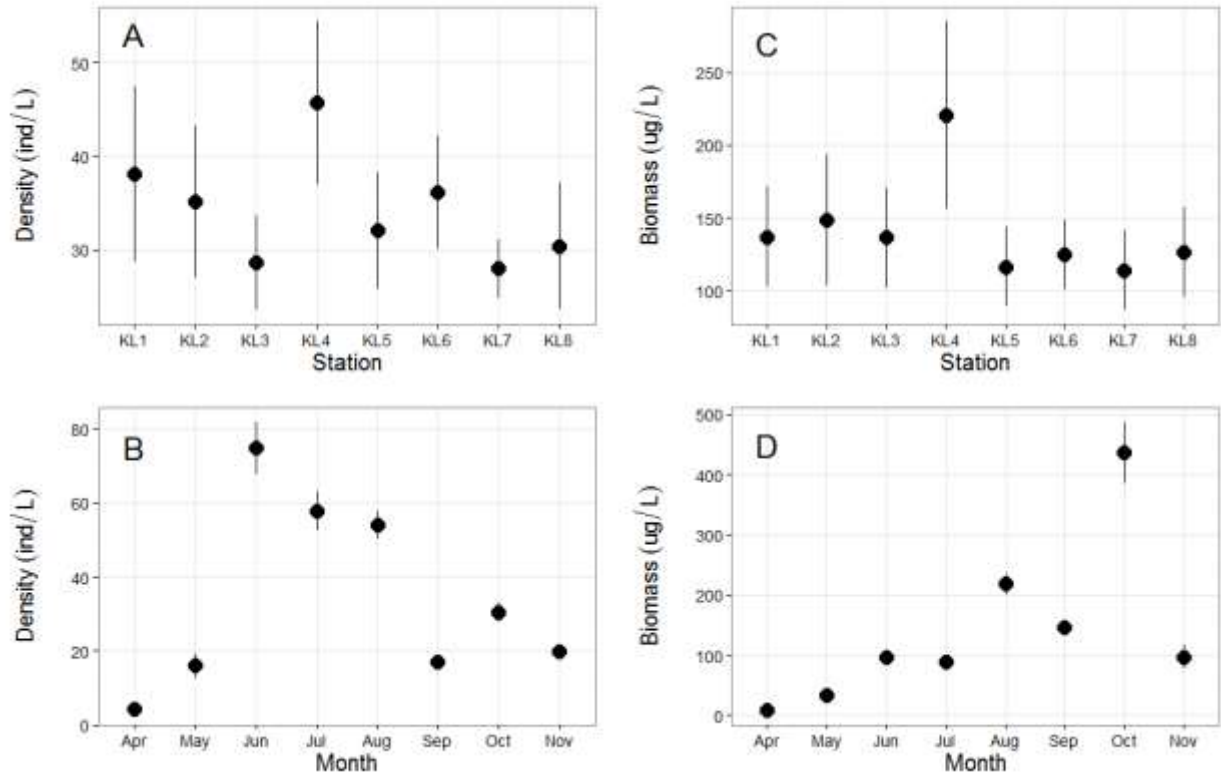 A
Density (ind/L)
50
40
30
KL1 KL2 KL3 KL4 KL5 KL6 KL7 KL8
Station
C
Biomass (ug/L)
250
200
150
100
KL1 KL2 KL3 KL4 KL5 KL6 KL7 KL8
Station
B
Density (ind/L)
80
60
40
20
0
Apr May Jun Jul Aug Sep Oct Nov
Month
D
Biomass (ug/L)
500
400
300
200
100
0
Apr May Jun Jul Aug Sep Oct Nov
Month